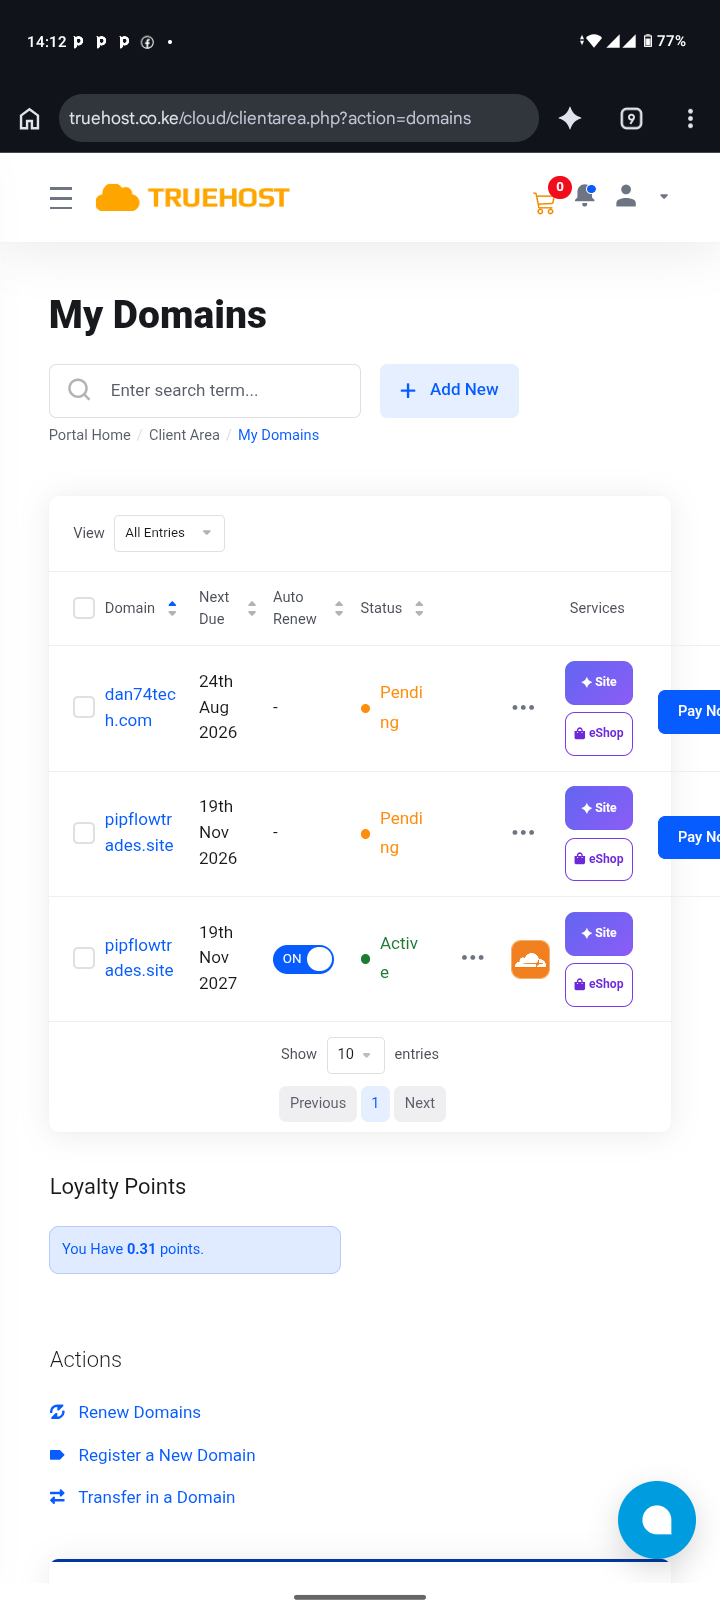 14:12
77%
truehost.co.ke/cloud/clientarea.php?action=domains
9
TRUEHOST
0
My Domains
Enter search term...
+ Add New
Portal Home / Client Area / My Domains
View All Entries
Domain Next Due Auto Renew Status Services
dan74tec
h.com
24th
Aug
2026
-
Pendi
ng
Site
eShop
Pay No
pipflowtr
ades.site
19th
Nov
2026
-
Pendi
ng
Site
eShop
Pay No
pipflowtr
ades.site
19th
Nov
2027
ON
Activ
e
Site
eShop
Show 10 entries
Previous 1 Next
Loyalty Points
You Have 0.31 points.
Actions
Renew Domains
Register a New Domain
Transfer in a Domain